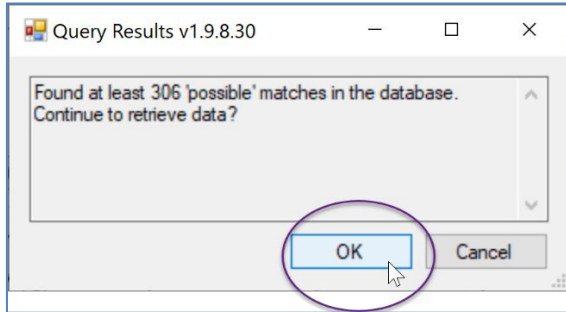 Query Results v1.9.8.30
Found at least 306 'possible' matches in the database.
Continue to retrieve data?
OK
Cancel